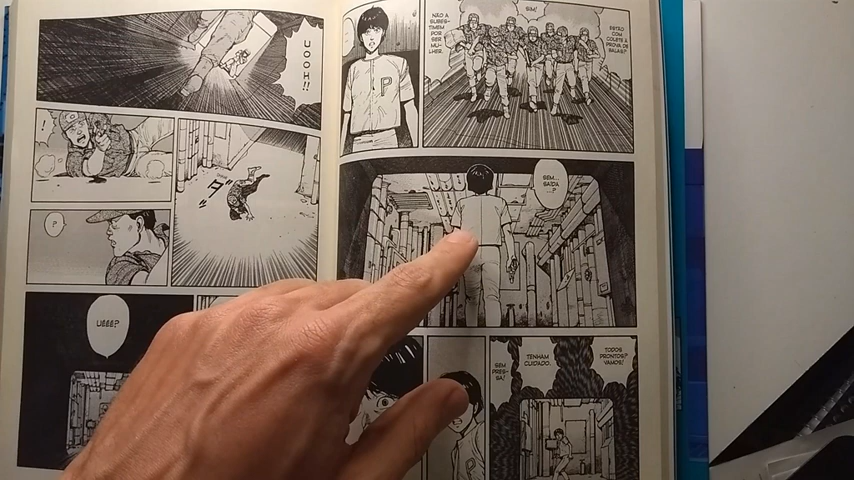 UOOH!!
!
?
UEEE?
NÃO A
SUBES-
TIMEM
POR
SER
MU-
LHER.
SIM!
ESTÃO
COM
COLETE À
PROVA DE
BALAS?
P
SEM...
SAÍDA
..?
SEM
PRES-
SA!
TENHAM
CUIDADO.
TODOS
PRONTOS?
VAMOS!
P